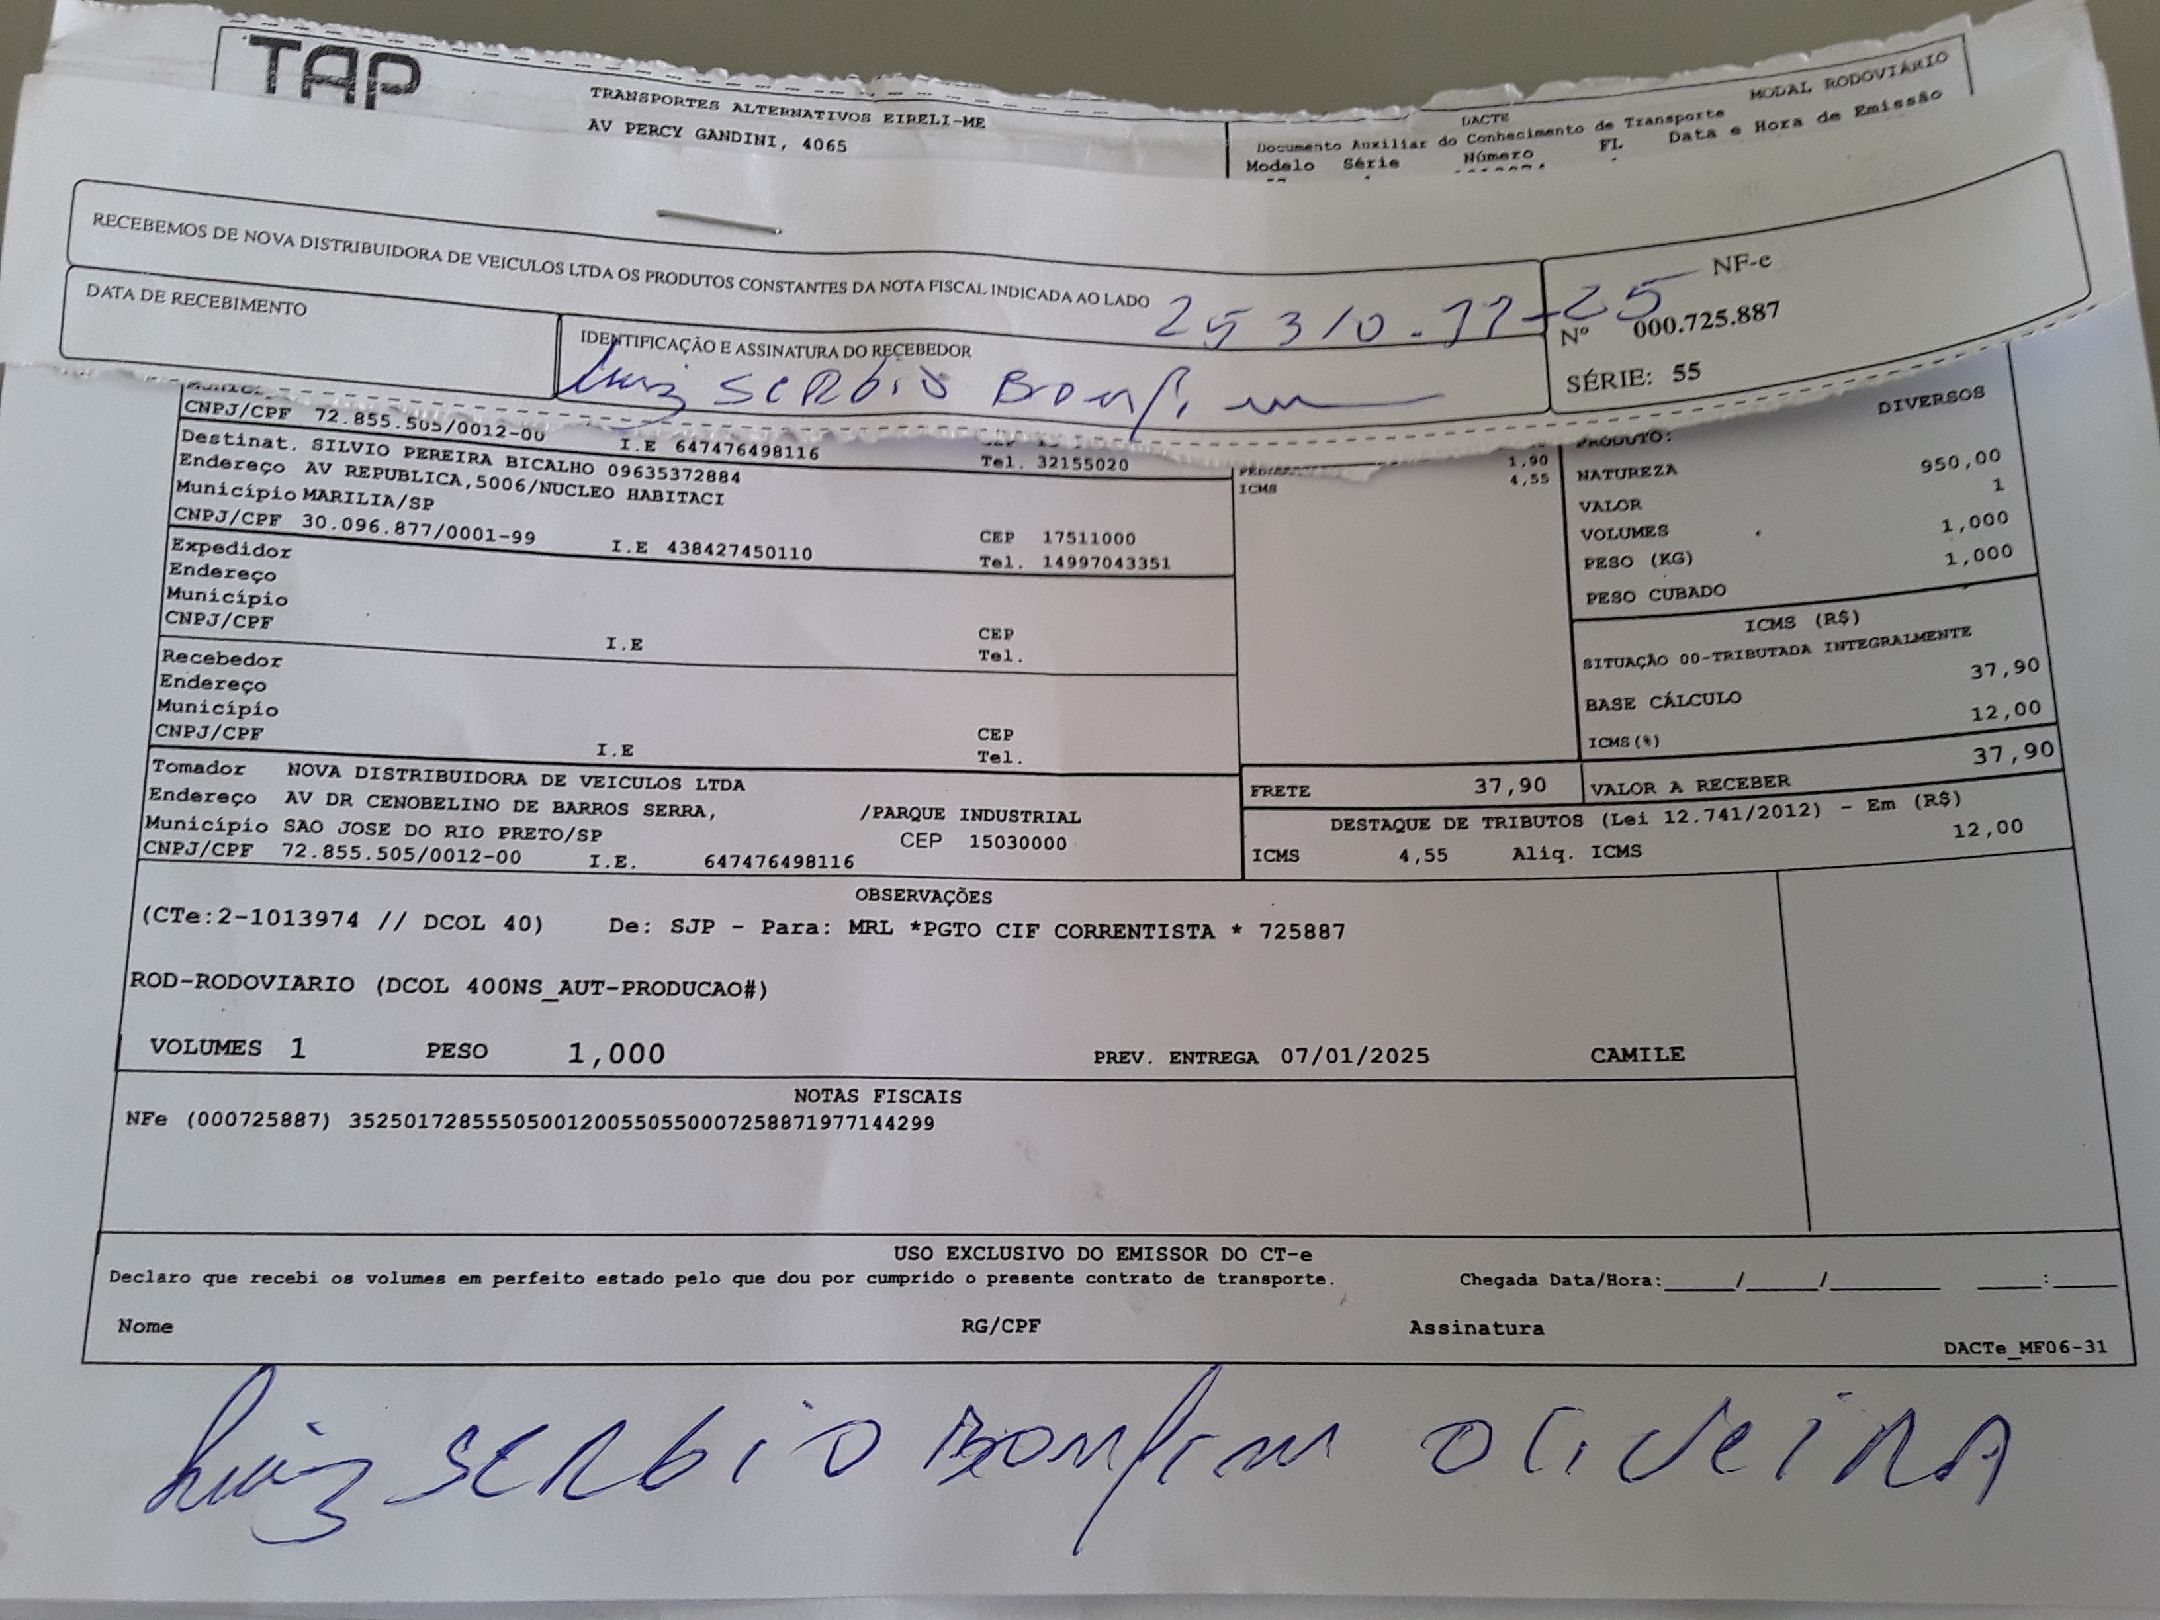 TAP
TRANSPORTES ALTERNATIVOS EIRELI-ME
AV PERCY GANDINI, 4065
MODAL RODOVIÁRIO
DACTE
Documento Auxiliar do Conhecimento de Transporte
Modelo Série Número FL Data e Hora de Emissão
RECEBEMOS DE NOVA DISTRIBUIDORA DE VEICULOS LTDA OS PRODUTOS CONSTANTES DA NOTA FISCAL INDICADA AO LADO
NF-e
Nº 000.725.887
SÉRIE: 55
DATA DE RECEBIMENTO
IDENTIFICAÇÃO E ASSINATURA DO RECEBEDOR
Luiz SERBiO Bonfim
CNPJ/CPF 72.855.505/0012-00 I.E 647476498116 Tel. 32155020
Destinat. SILVIO PEREIRA BICALHO 09635372884
Endereço AV REPUBLICA,5006/NUCLEO HABITACI
Município MARILIA/SP CEP 17511000
CNPJ/CPF 30.096.877/0001-99 I.E 438427450110 Tel. 14997043351
Expedidor
Endereço
Município CEP
CNPJ/CPF I.E Tel.
Recebedor
Endereço
Município CEP
CNPJ/CPF I.E Tel.
Tomador NOVA DISTRIBUIDORA DE VEICULOS LTDA
Endereço AV DR CENOBELINO DE BARROS SERRA, /PARQUE INDUSTRIAL
Município SAO JOSE DO RIO PRETO/SP CEP 15030000
CNPJ/CPF 72.855.505/0012-00 I.E. 647476498116
1,90
ICMS 4,55
PRODUTO: DIVERSOS
NATUREZA
VALOR 950,00
VOLUMES 1
PESO (KG) 1,000
PESO CUBADO 1,000
ICMS (R$)
SITUAÇÃO 00-TRIBUTADA INTEGRALMENTE
BASE CÁLCULO 37,90
ICMS(%) 12,00
FRETE 37,90 VALOR A RECEBER 37,90
DESTAQUE DE TRIBUTOS (Lei 12.741/2012) - Em (R$)
ICMS 4,55 Aliq. ICMS 12,00
OBSERVAÇÕES
(CTe:2-1013974 // DCOL 40) De: SJP - Para: MRL *PGTO CIF CORRENTISTA * 725887
ROD-RODOVIARIO (DCOL 400NS_AUT-PRODUCAO#)
VOLUMES 1 PESO 1,000 PREV. ENTREGA 07/01/2025 CAMILE
NOTAS FISCAIS
NFe (000725887) 35250172855505001200550550007258871977144299
USO EXCLUSIVO DO EMISSOR DO CT-e
Declaro que recebi os volumes em perfeito estado pelo que dou por cumprido o presente contrato de transporte. Chegada Data/Hora:_____/_____/________ ____:_____
Nome RG/CPF Assinatura
DACTe_MF06-31
Luiz SERBiO Bonfim OLiVeiRA